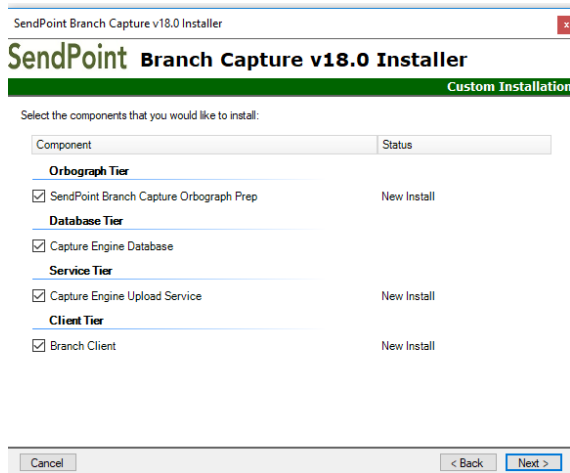 SendPoint Branch Capture v18.0 Installer
x
SendPoint Branch Capture v18.0 Installer
Custom Installation
Select the components that you would like to install:
Component Status
Orbograph Tier
SendPoint Branch Capture Orbograph Prep New Install
Database Tier
Capture Engine Database
Service Tier
Capture Engine Upload Service New Install
Client Tier
Branch Client New Install
Cancel < Back Next >